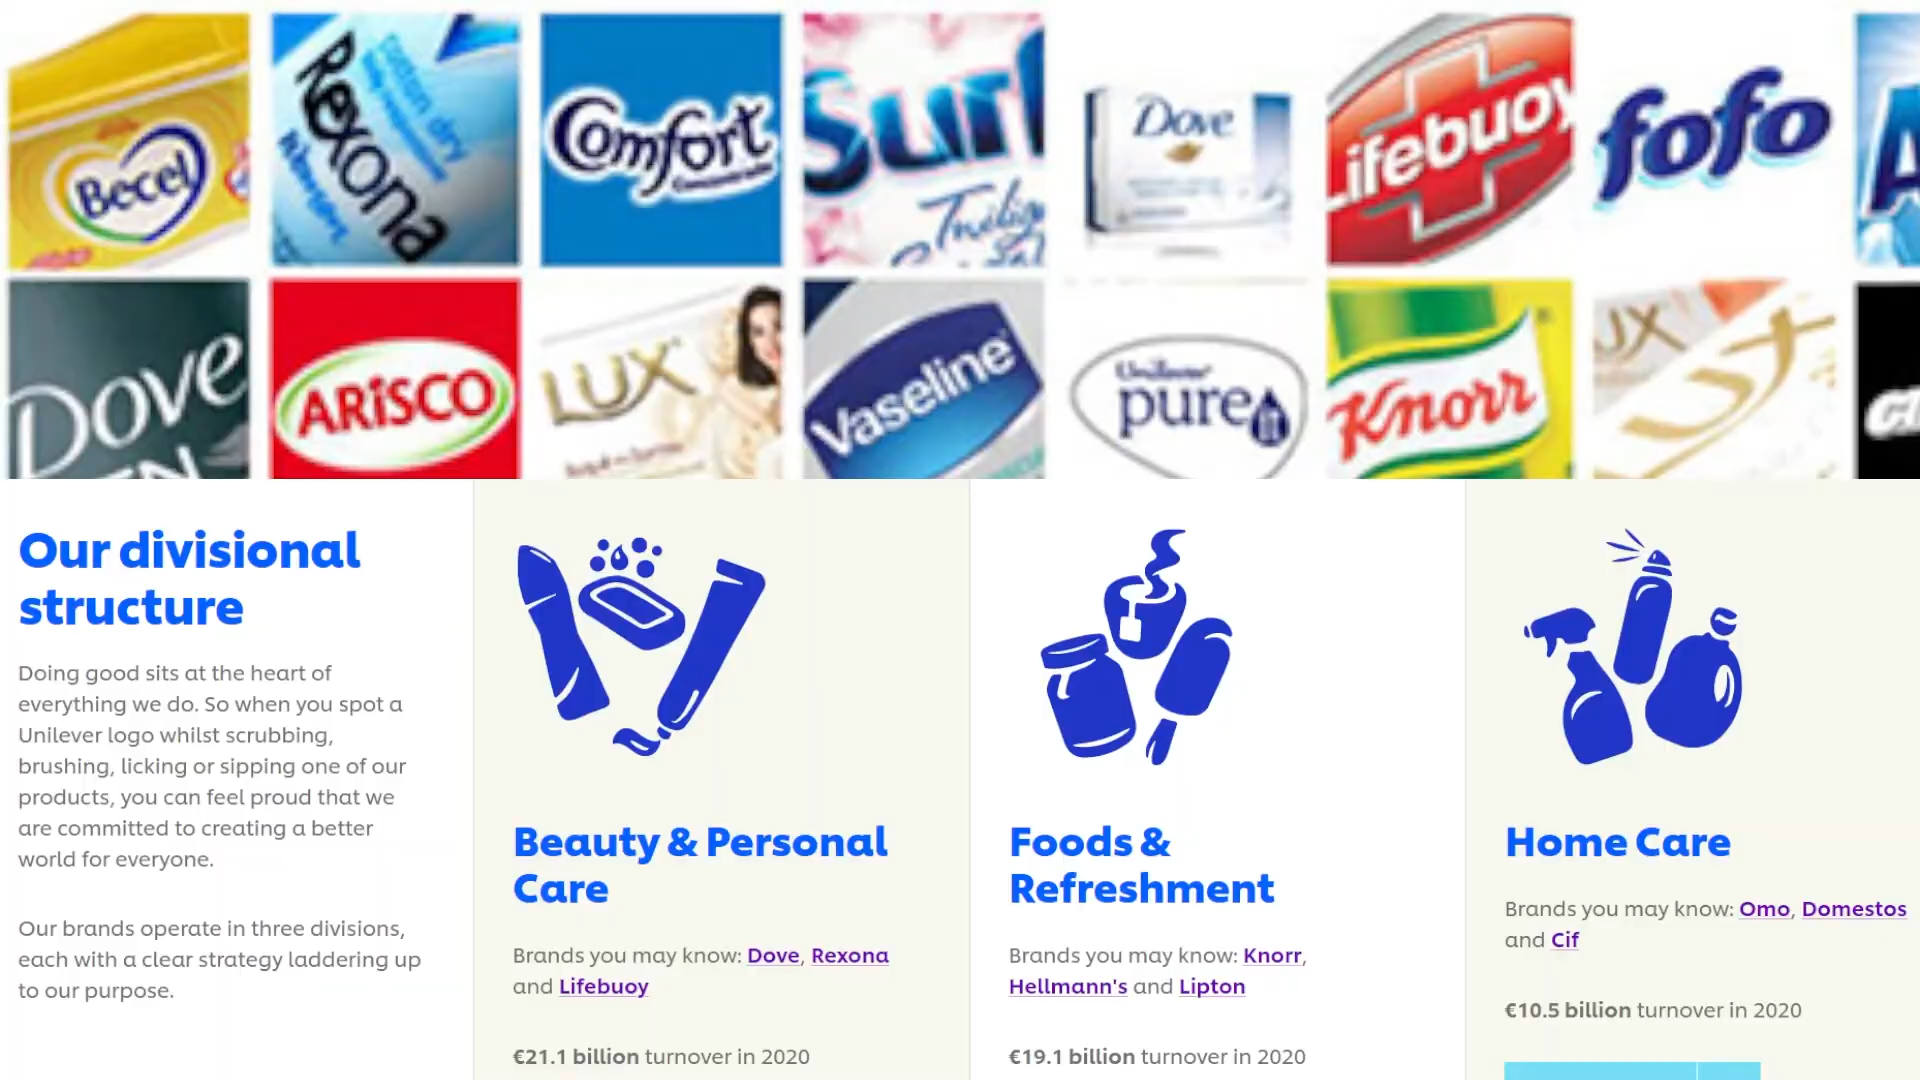 Becel
Rexona
cotton dry
Comfort
Surf
Dove
Lifebuoy
fofo
A
Dove
ARiSCO
LUX
Vaseline
Unilever
pure it
Knorr
UX
Our divisional
structure
Doing good sits at the heart of
everything we do. So when you spot a
Unilever logo whilst scrubbing,
brushing, licking or sipping one of our
products, you can feel proud that we
are committed to creating a better
world for everyone.
Our brands operate in three divisions,
each with a clear strategy laddering up
to our purpose.
Beauty & Personal
Care
Brands you may know: Dove, Rexona
and Lifebuoy
€21.1 billion turnover in 2020
Foods &
Refreshment
Brands you may know: Knorr,
Hellmann's and Lipton
€19.1 billion turnover in 2020
Home Care
Brands you may know: Omo, Domestos
and Cif
€10.5 billion turnover in 2020